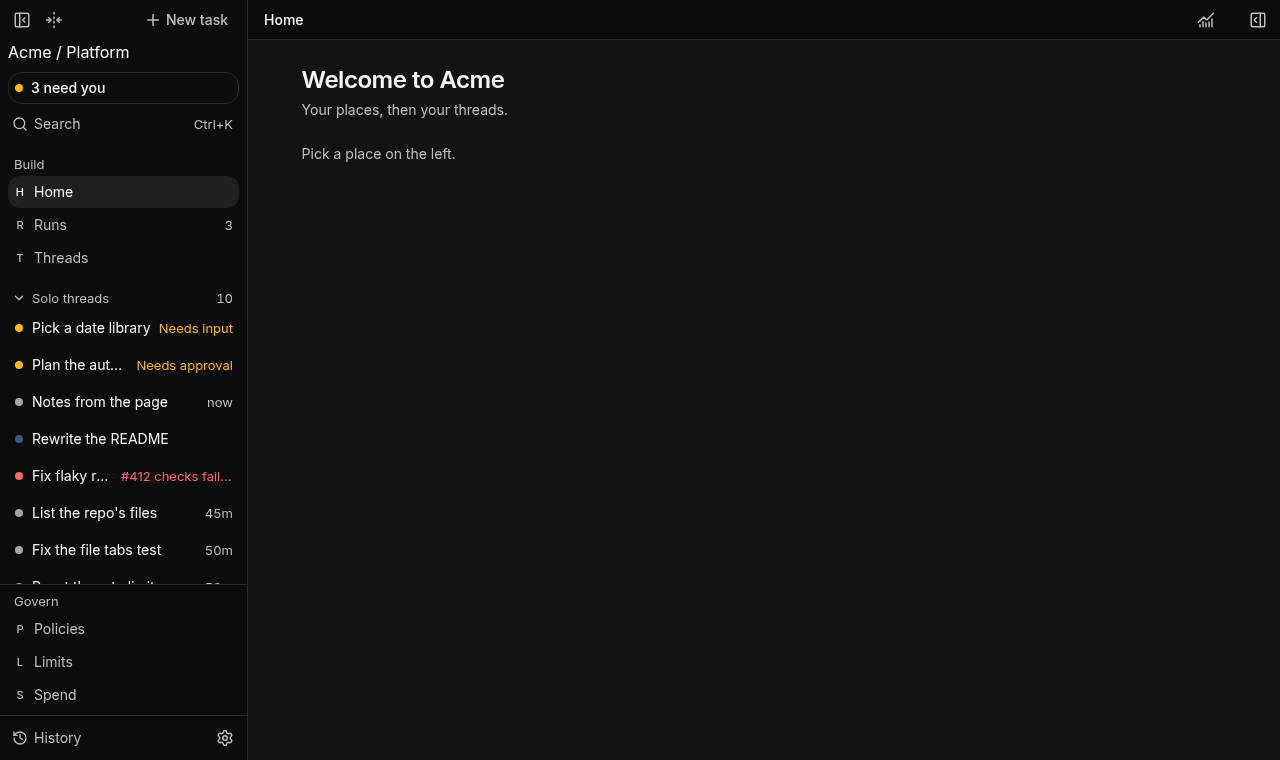 New task
Acme / Platform
3 need you
Search Ctrl+K
Build
H Home
R Runs 3
T Threads
Solo threads 10
Pick a date library Needs input
Plan the aut... Needs approval
Notes from the page now
Rewrite the README
Fix flaky r... #412 checks fail...
List the repo's files 45m
Fix the file tabs test 50m
Govern
P Policies
L Limits
S Spend
History
Home
Welcome to Acme
Your places, then your threads.
Pick a place on the left.